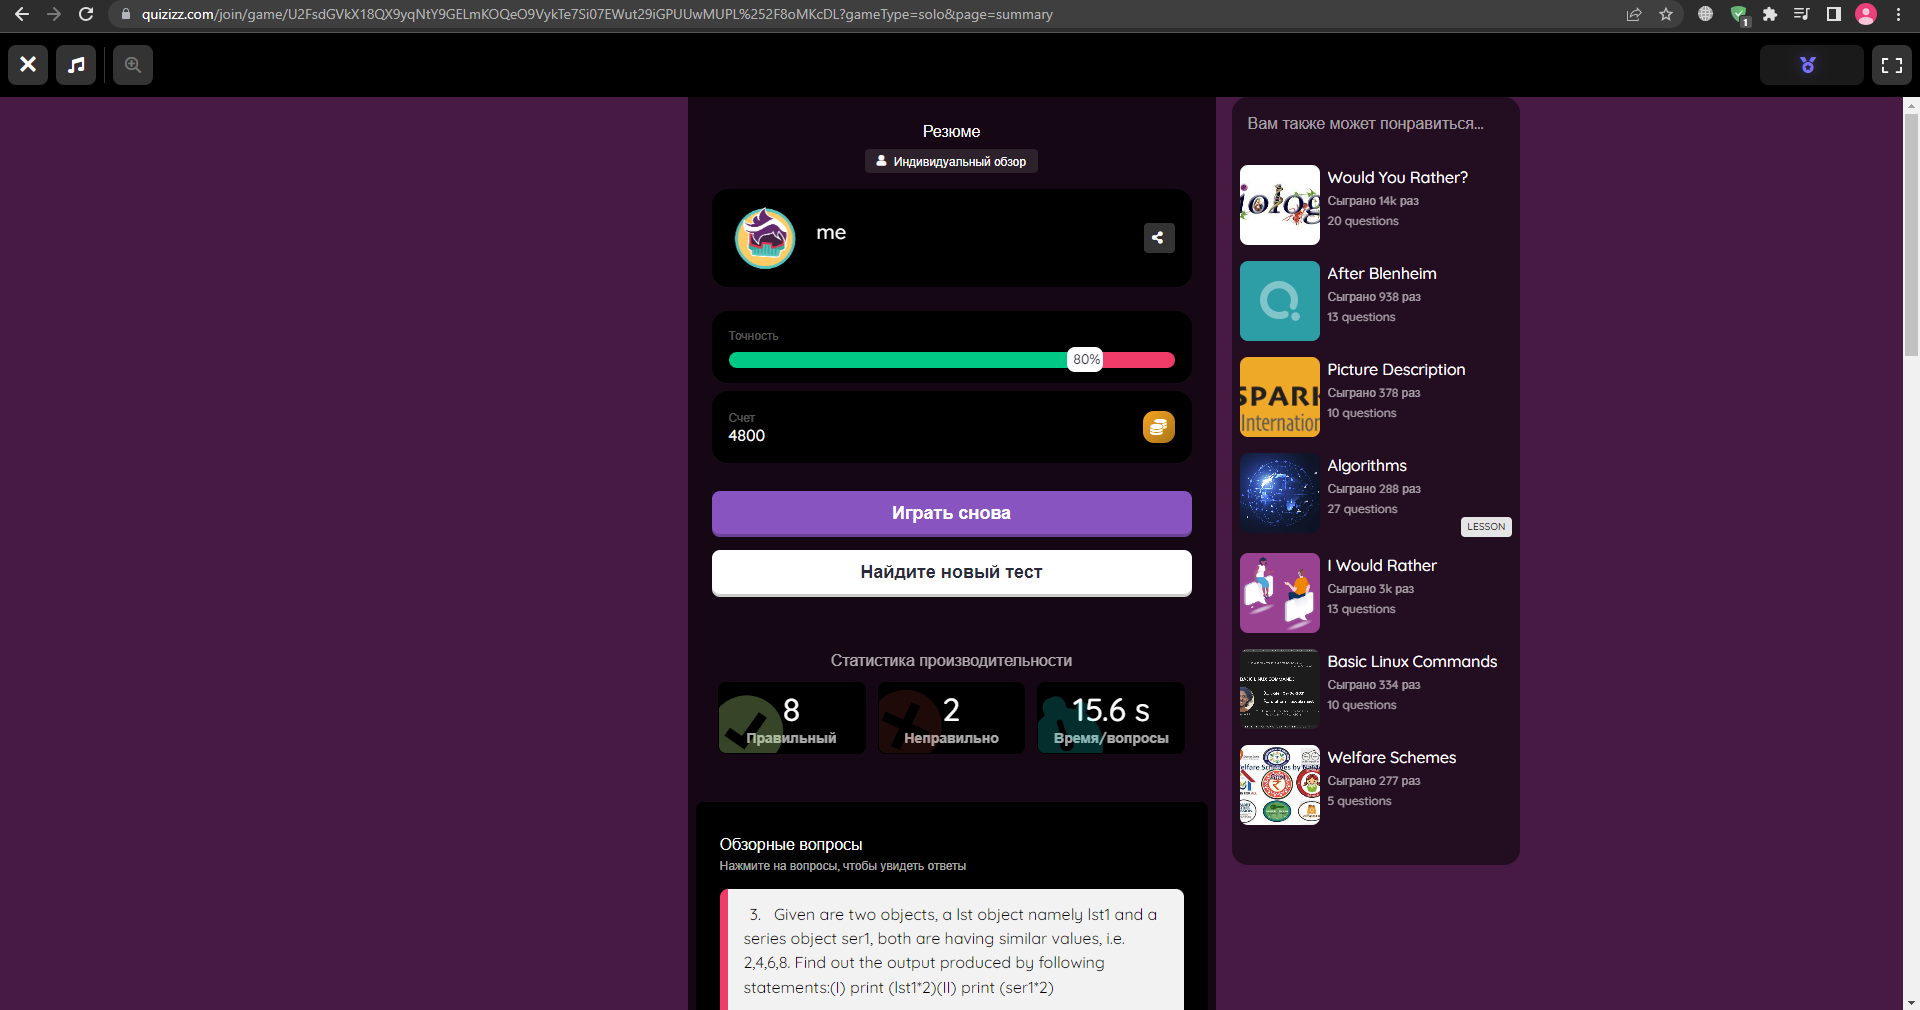 quizizz.com/join/game/U2FsdGVkX18QX9yqNtY9GELmKOQeO9VykTe7Si07EWut29iGPUUwMUPL%252F8oMKcDL?gameType=solo&page=summary
1
Резюме
Индивидуальный обзор
me
Точность
80%
Счет
4800
Играть снова
Найдите новый тест
Статистика производительности
8
Правильный
2
Неправильно
15.6 s
Время/вопросы
Обзорные вопросы
Нажмите на вопросы, чтобы увидеть ответы
3. Given are two objects, a lst object namely lst1 and a
series object ser1, both are having similar values, i.e.
2,4,6,8. Find out the output produced by following
statements:(I) print (lst1*2)(II) print (ser1*2)
Вам также может понравиться...
Would You Rather?
Сыграно 14k раз
20 questions
After Blenheim
Сыграно 938 раз
13 questions
SPARK
International
Picture Description
Сыграно 378 раз
10 questions
Algorithms
Сыграно 288 раз
27 questions
LESSON
I Would Rather
Сыграно 3k раз
13 questions
Basic Linux Commands
Сыграно 334 раз
10 questions
Welfare Schemes
Сыграно 277 раз
5 questions